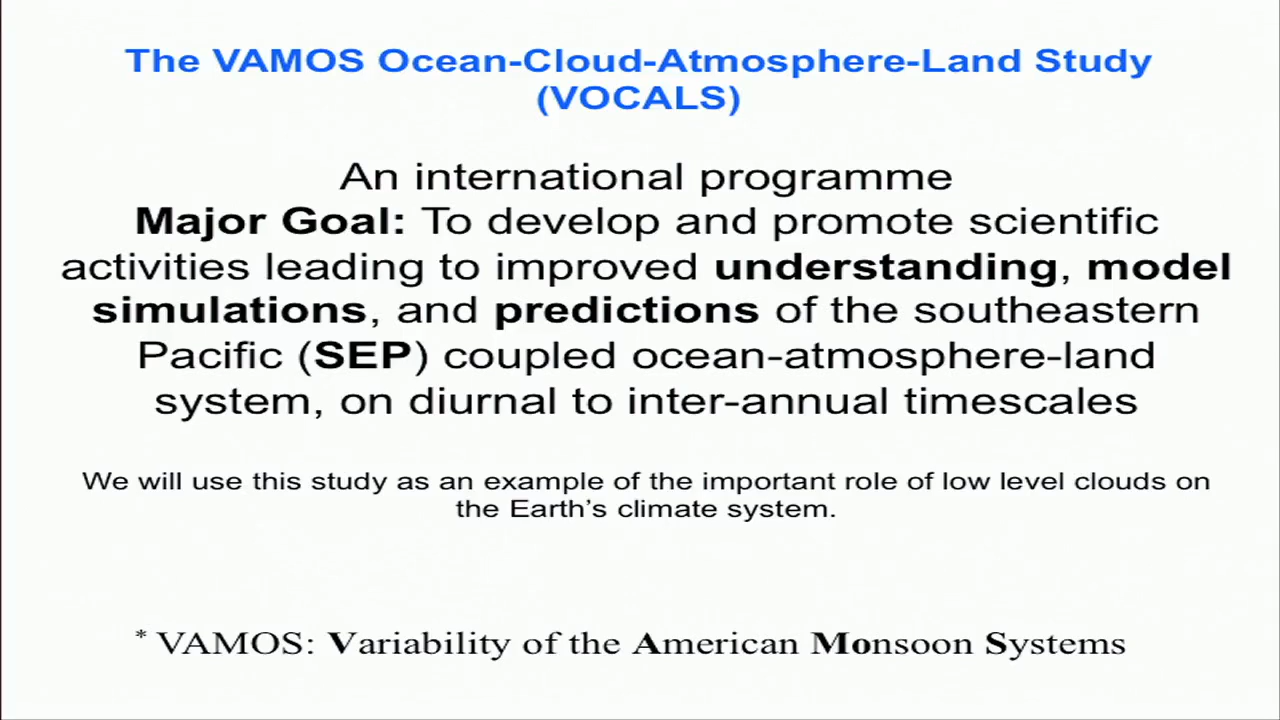 The VAMOS Ocean-Cloud-Atmosphere-Land Study
(VOCALS)
An international programme
Major Goal: To develop and promote scientific
activities leading to improved understanding, model
simulations, and predictions of the southeastern
Pacific (SEP) coupled ocean-atmosphere-land
system, on diurnal to inter-annual timescales
We will use this study as an example of the important role of low level clouds on
the Earth's climate system.
* VAMOS: Variability of the American Monsoon Systems